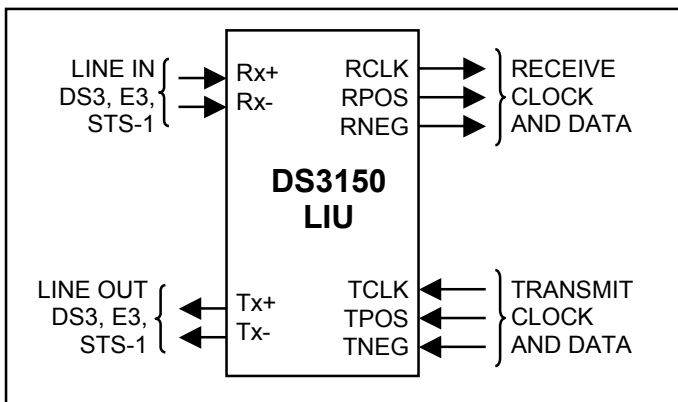 LINE IN
DS3, E3,
STS-1
Rx+
Rx-
RCLK
RPOS
RNEG
RECEIVE
CLOCK
AND DATA
DS3150
LIU
LINE OUT
DS3, E3,
STS-1
Tx+
Tx-
TCLK
TPOS
TNEG
TRANSMIT
CLOCK
AND DATA